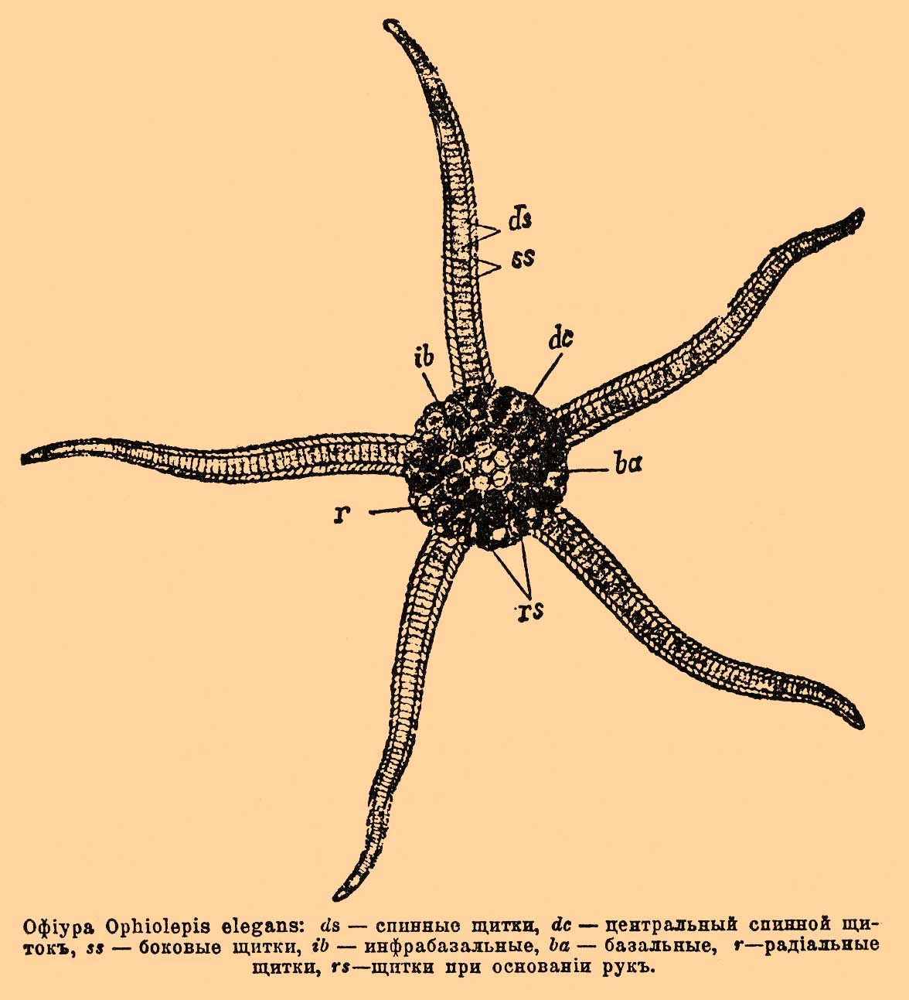 ds
ss
dc
ib
ba
r
rs
Офіура Ophiolepis elegans: ds — спинные щитки, dc — центральный спинной щи-
токъ, ss — боковые щитки, ib — инфрабазальные, ba — базальные, r—радіальные
щитки, rs—щитки при основаніи рукъ.